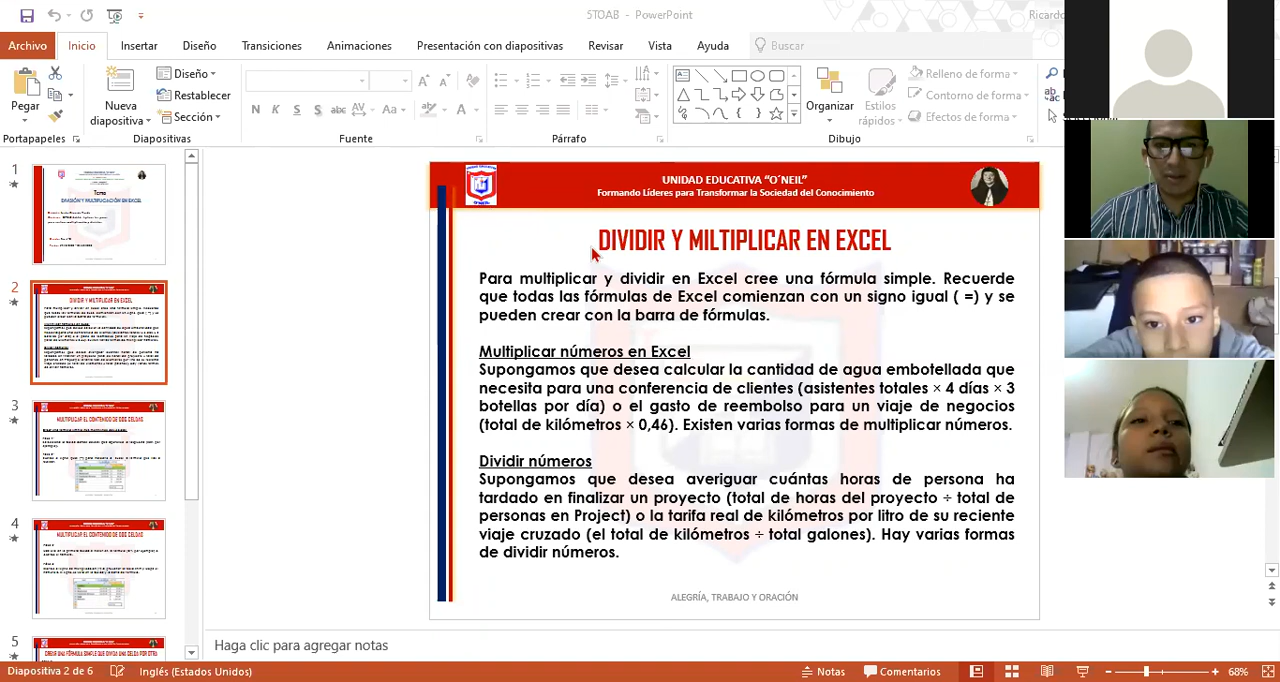 5TOAB - PowerPoint
Ricardo
Archivo Inicio Insertar Diseño Transiciones Animaciones Presentación con diapositivas Revisar Vista Ayuda Buscar
Pegar
Nueva diapositiva
Diseño
Restablecer
Sección
Organizar
Estilos rápidos
Relleno de forma
Contorno de forma
Efectos de forma
Portapapeles Diapositivas Fuente Párrafo Dibujo
1
2
3
4
5
UNIDAD EDUCATIVA “O´NEIL”
Formando Líderes para Transformar la Sociedad del Conocimiento
DIVIDIR Y MILTIPLICAR EN EXCEL
Para multiplicar y dividir en Excel cree una fórmula simple. Recuerde
que todas las fórmulas de Excel comienzan con un signo igual ( =) y se
pueden crear con la barra de fórmulas.
Multiplicar números en Excel
Supongamos que desea calcular la cantidad de agua embotellada que
necesita para una conferencia de clientes (asistentes totales × 4 días × 3
botellas por día) o el gasto de reembolso para un viaje de negocios
(total de kilómetros × 0,46). Existen varias formas de multiplicar números.
Dividir números
Supongamos que desea averiguar cuántas horas de persona ha
tardado en finalizar un proyecto (total de horas del proyecto ÷ total de
personas en Project) o la tarifa real de kilómetros por litro de su reciente
viaje cruzado (el total de kilómetros ÷ total galones). Hay varias formas
de dividir números.
ALEGRÍA, TRABAJO Y ORACIÓN
Haga clic para agregar notas
Diapositiva 2 de 6 Inglés (Estados Unidos) Notas Comentarios 68%